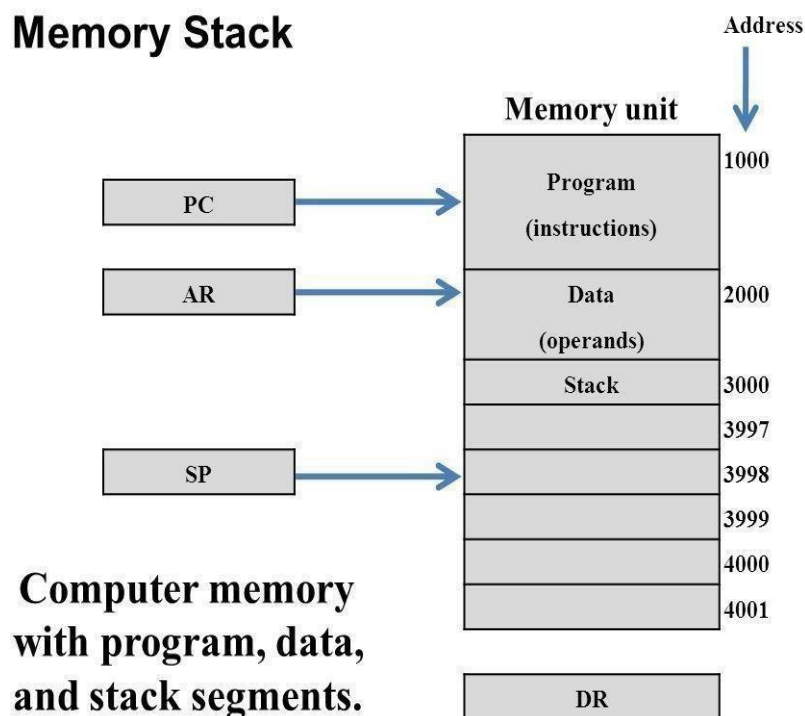 Memory Stack
Address
Memory unit
1000
Program
(instructions)
PC
AR
Data
(operands)
2000
Stack
3000
3997
SP
3998
3999
4000
4001
Computer memory
with program, data,
and stack segments.
DR